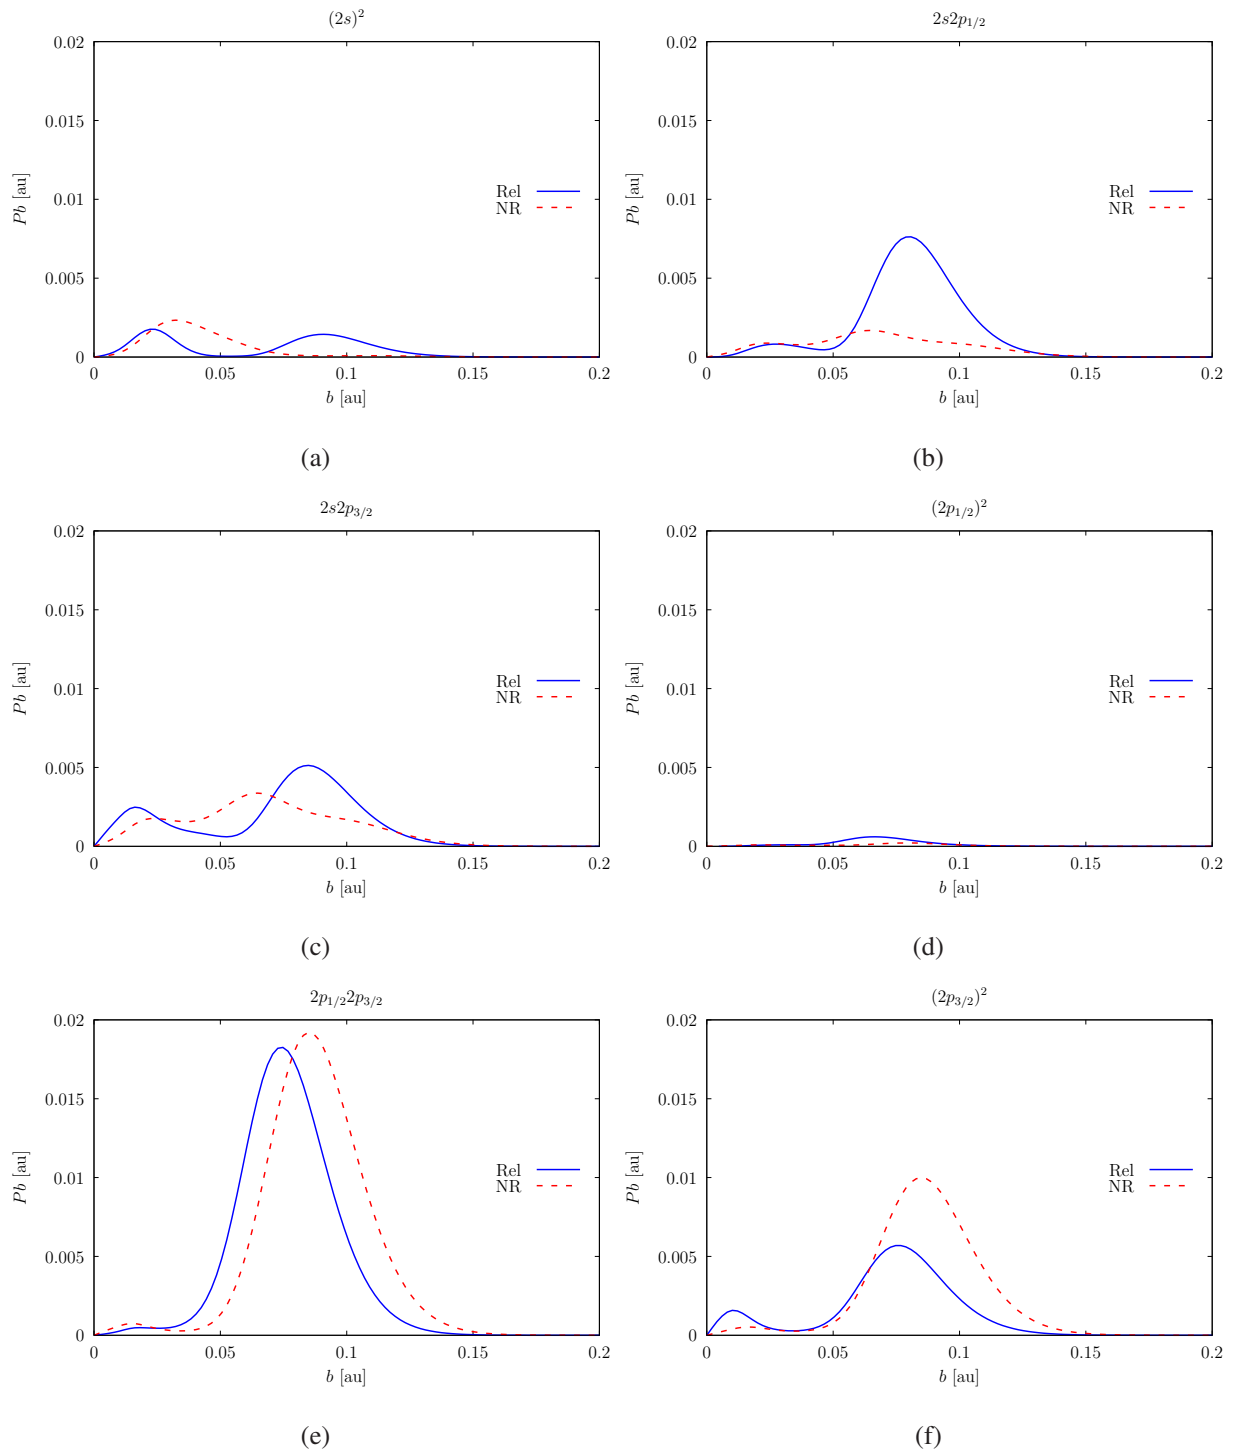 (2s)²
0.02
0.015
0.01
0.005
0
Pb [au]
Rel
NR
0 0.05 0.1 0.15 0.2
b [au]
(a)
2s2p₁/₂
0.02
0.015
0.01
0.005
0
Pb [au]
Rel
NR
0 0.05 0.1 0.15 0.2
b [au]
(b)
2s2p₃/₂
0.02
0.015
0.01
0.005
0
Pb [au]
Rel
NR
0 0.05 0.1 0.15 0.2
b [au]
(c)
(2p₁/₂)²
0.02
0.015
0.01
0.005
0
Pb [au]
Rel
NR
0 0.05 0.1 0.15 0.2
b [au]
(d)
2p₁/₂2p₃/₂
0.02
0.015
0.01
0.005
0
Pb [au]
Rel
NR
0 0.05 0.1 0.15 0.2
b [au]
(e)
(2p₃/₂)²
0.02
0.015
0.01
0.005
0
Pb [au]
Rel
NR
0 0.05 0.1 0.15 0.2
b [au]
(f)